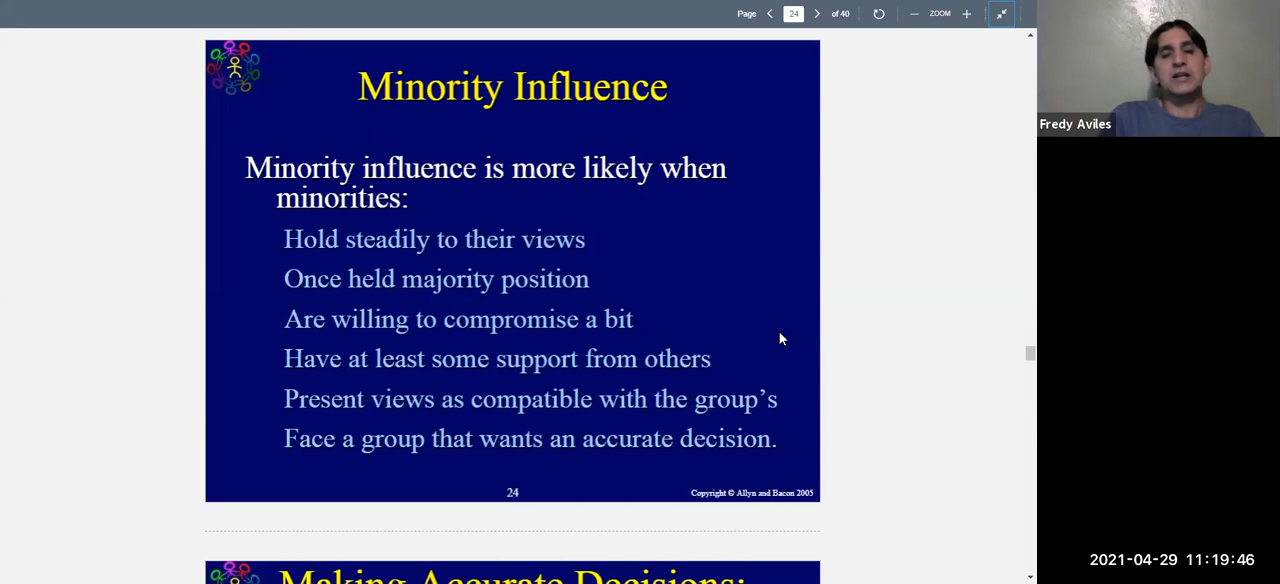 Page 24 of 40 ZOOM
Minority Influence
Minority influence is more likely when
minorities:
Hold steadily to their views
Once held majority position
Are willing to compromise a bit
Have at least some support from others
Present views as compatible with the group's
Face a group that wants an accurate decision.
24
Copyright © Allyn and Bacon 2005
Making Accurate Decisions:
Fredy Aviles
2021-04-29 11:19:46